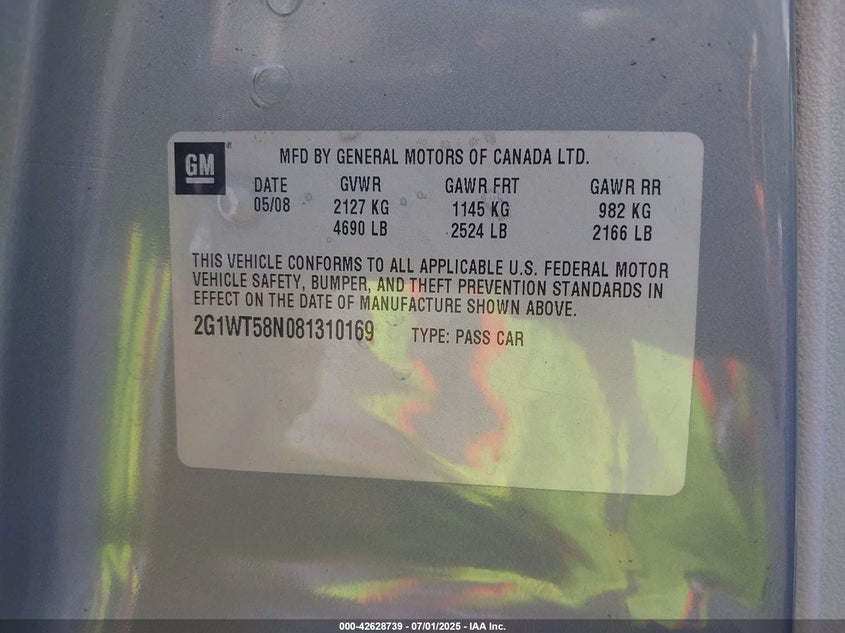 GM ®
MFD BY GENERAL MOTORS OF CANADA LTD.
DATE GVWR GAWR FRT GAWR RR
05/08 2127 KG 1145 KG 982 KG
4690 LB 2524 LB 2166 LB
THIS VEHICLE CONFORMS TO ALL APPLICABLE U.S. FEDERAL MOTOR
VEHICLE SAFETY, BUMPER, AND THEFT PREVENTION STANDARDS IN
EFFECT ON THE DATE OF MANUFACTURE SHOWN ABOVE.
2G1WT58N081310169 TYPE: PASS CAR
000-42628739 - 07/01/2025 - IAA Inc.